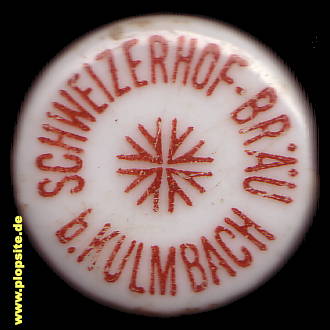 SCHWEIZERHOF-BRÄU
b. KULMBACH
www.plopsite.de